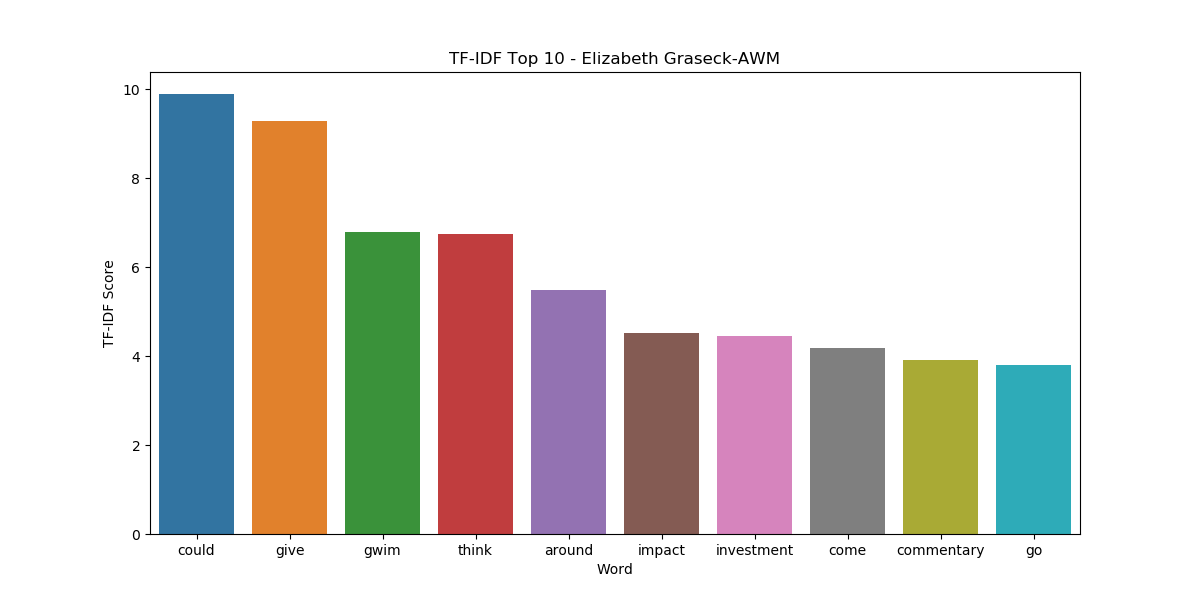 TF-IDF Top 10 - Elizabeth Graseck-AWM
10
8
6
4
2
0
TF-IDF Score
could give gwim think around impact investment come commentary go
Word